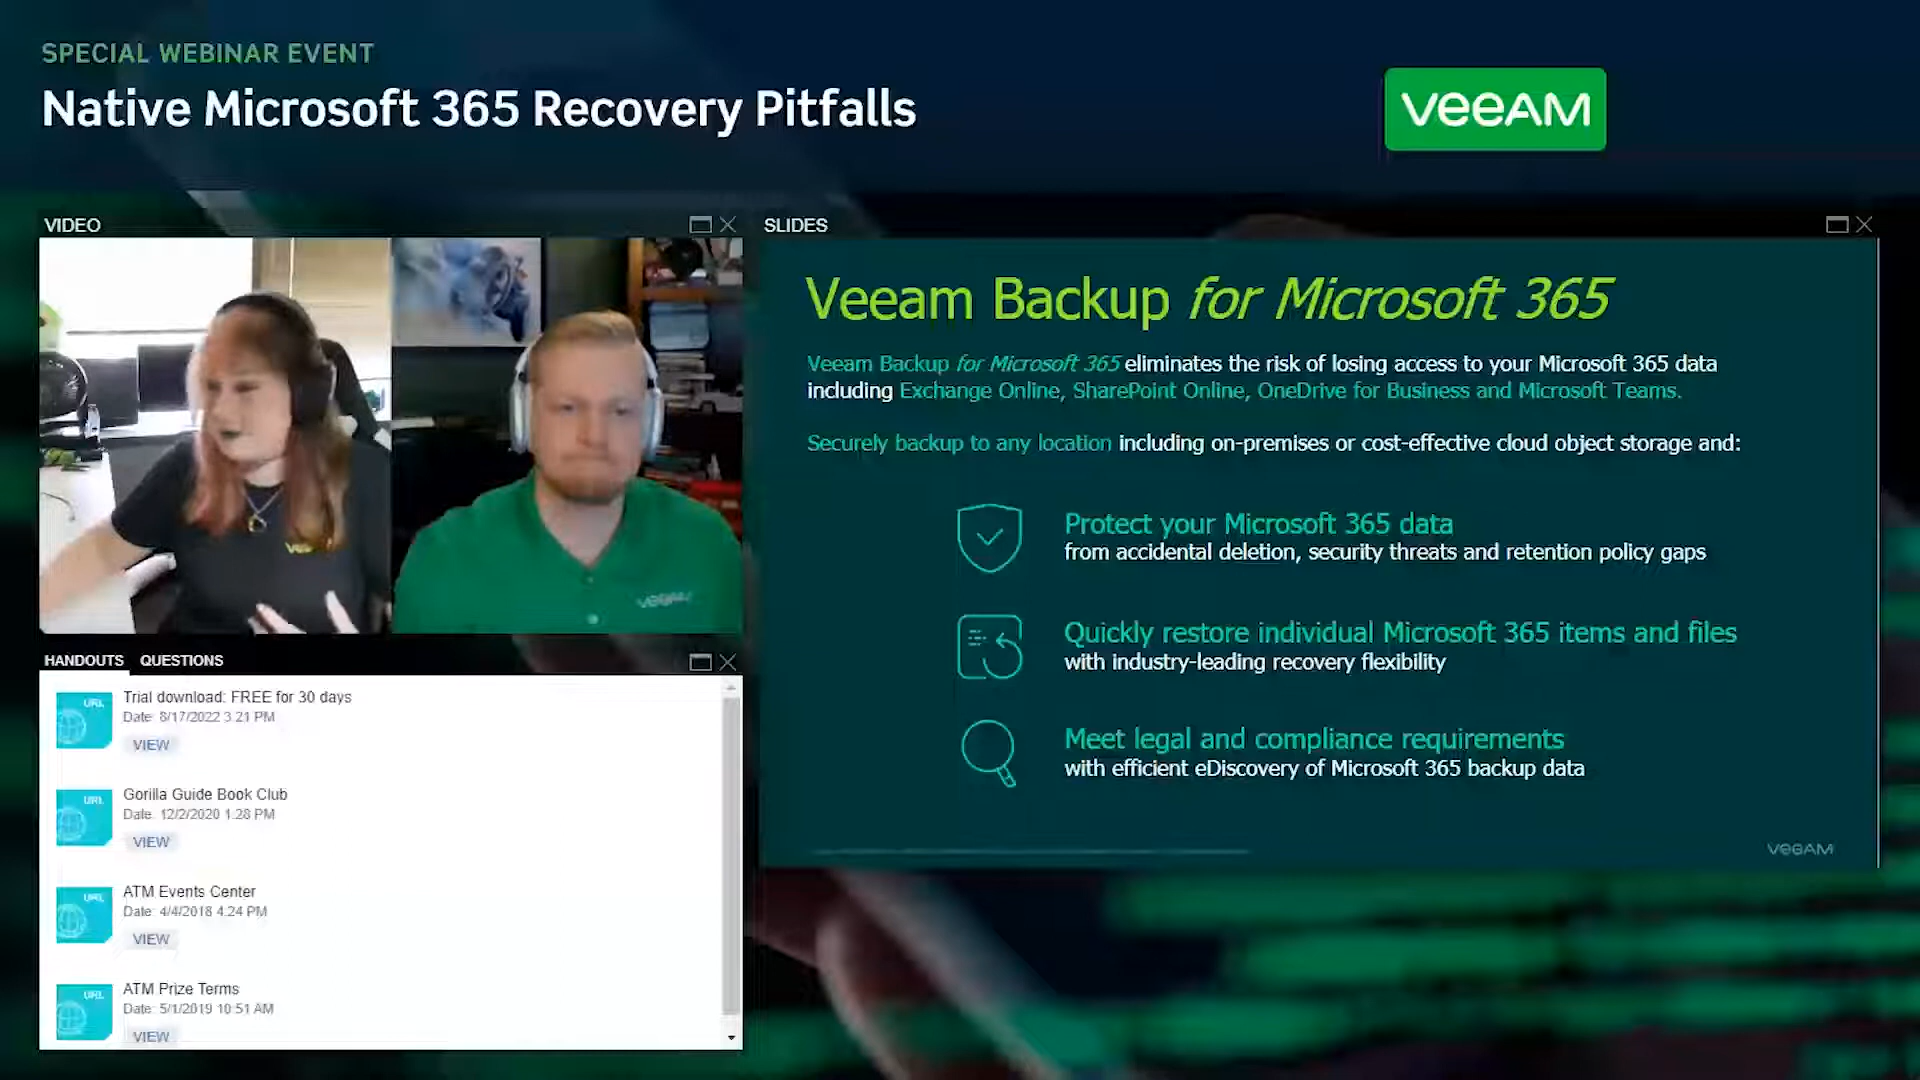 SPECIAL WEBINAR EVENT
Native Microsoft 365 Recovery Pitfalls
veeAM
VIDEO
SLIDES
Veeam Backup for Microsoft 365
Veeam Backup for Microsoft 365 eliminates the risk of losing access to your Microsoft 365 data
including Exchange Online, SharePoint Online, OneDrive for Business and Microsoft Teams.
Securely backup to any location including on-premises or cost-effective cloud object storage and:
Protect your Microsoft 365 data
from accidental deletion, security threats and retention policy gaps
Quickly restore individual Microsoft 365 items and files
with industry-leading recovery flexibility
Meet legal and compliance requirements
with efficient eDiscovery of Microsoft 365 backup data
veeAM
veeAM
HANDOUTS QUESTIONS
URL
Trial download: FREE for 30 days
Date: 8/17/2022 3:21 PM
VIEW
URL
Gorilla Guide Book Club
Date: 12/2/2020 1:28 PM
VIEW
URL
ATM Events Center
Date: 4/4/2018 4:24 PM
VIEW
URL
ATM Prize Terms
Date: 5/1/2019 10:51 AM
VIEW